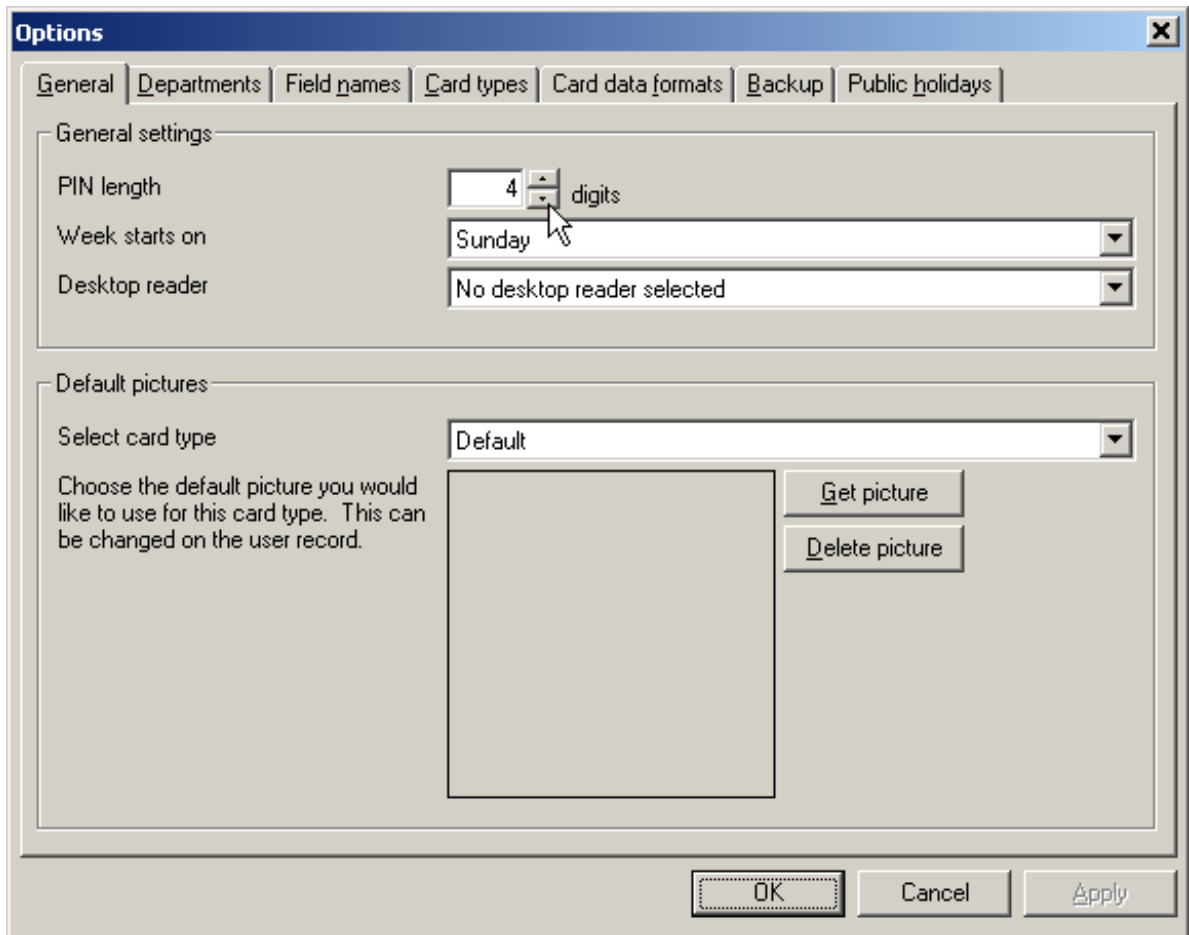 Options
General Departments Field names Card types Card data formats Backup Public holidays
General settings
PIN length 4 digits
Week starts on Sunday
Desktop reader No desktop reader selected
Default pictures
Select card type Default
Choose the default picture you would
like to use for this card type. This can
be changed on the user record.
Get picture
Delete picture
OK Cancel Apply